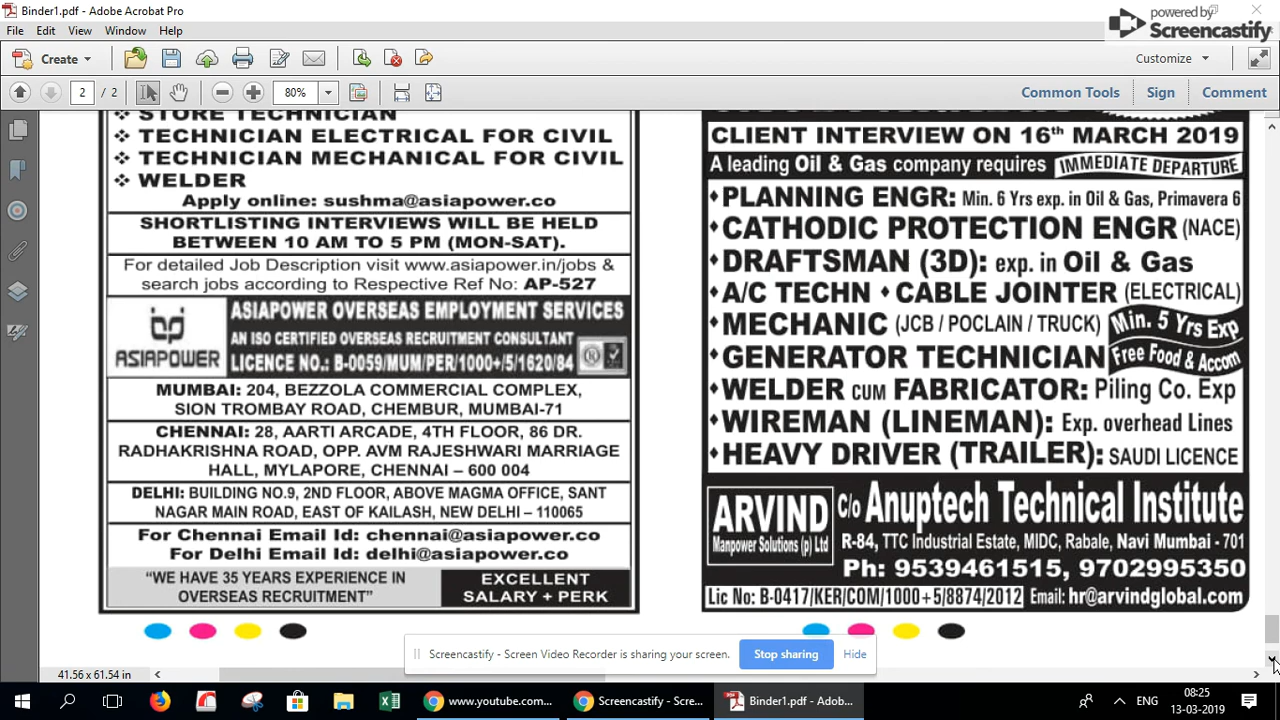 Binder1.pdf - Adobe Acrobat Pro
powered by
Screencastify
File Edit View Window Help
Create
Customize
2 / 2
80%
Common Tools Sign Comment
STORE TECHNICIAN
TECHNICIAN ELECTRICAL FOR CIVIL
TECHNICIAN MECHANICAL FOR CIVIL
WELDER
Apply online: sushma@asiapower.co
SHORTLISTING INTERVIEWS WILL BE HELD
BETWEEN 10 AM TO 5 PM (MON-SAT).
For detailed Job Description visit www.asiapower.in/jobs &
search jobs according to Respective Ref No: AP-527
ASIAPOWER
ASIAPOWER OVERSEAS EMPLOYMENT SERVICES
AN ISO CERTIFIED OVERSEAS RECRUITMENT CONSULTANT
LICENCE NO.: B-0059/MUM/PER/1000+/5/1620/84
MUMBAI: 204, BEZZOLA COMMERCIAL COMPLEX,
SION TROMBAY ROAD, CHEMBUR, MUMBAI-71
CHENNAI: 28, AARTI ARCADE, 4TH FLOOR, 86 DR.
RADHAKRISHNA ROAD, OPP. AVM RAJESHWARI MARRIAGE
HALL, MYLAPORE, CHENNAI – 600 004
DELHI: BUILDING NO.9, 2ND FLOOR, ABOVE MAGMA OFFICE, SANT
NAGAR MAIN ROAD, EAST OF KAILASH, NEW DELHI – 110065
For Chennai Email Id: chennai@asiapower.co
For Delhi Email Id: delhi@asiapower.co
“WE HAVE 35 YEARS EXPERIENCE IN
OVERSEAS RECRUITMENT”
EXCELLENT
SALARY + PERK
CLIENT INTERVIEW ON 16th MARCH 2019
A leading Oil & Gas company requires IMMEDIATE DEPARTURE
PLANNING ENGR: Min. 6 Yrs exp. in Oil & Gas, Primavera 6
CATHODIC PROTECTION ENGR (NACE)
DRAFTSMAN (3D): exp. in Oil & Gas
A/C TECHN CABLE JOINTER (ELECTRICAL)
MECHANIC (JCB / POCLAIN / TRUCK) Min. 5 Yrs Exp
GENERATOR TECHNICIAN Free Food & Accom
WELDER CUM FABRICATOR: Piling Co. Exp
WIREMAN (LINEMAN): Exp. overhead Lines
HEAVY DRIVER (TRAILER): SAUDI LICENCE
ARVIND
Manpower Solutions (p) Ltd
C/o Anuptech Technical Institute
R-84, TTC Industrial Estate, MIDC, Rabale, Navi Mumbai - 701
Ph: 9539461515, 9702995350
Lic No: B-0417/KER/COM/1000+5/8874/2012 Email: hr@arvindglobal.com
Screencastify - Screen Video Recorder is sharing your screen. Stop sharing Hide
41.56 x 61.54 in
www.youtube.com...
Screencastify - Scre...
Binder1.pdf - Adob...
ENG
08:25
13-03-2019